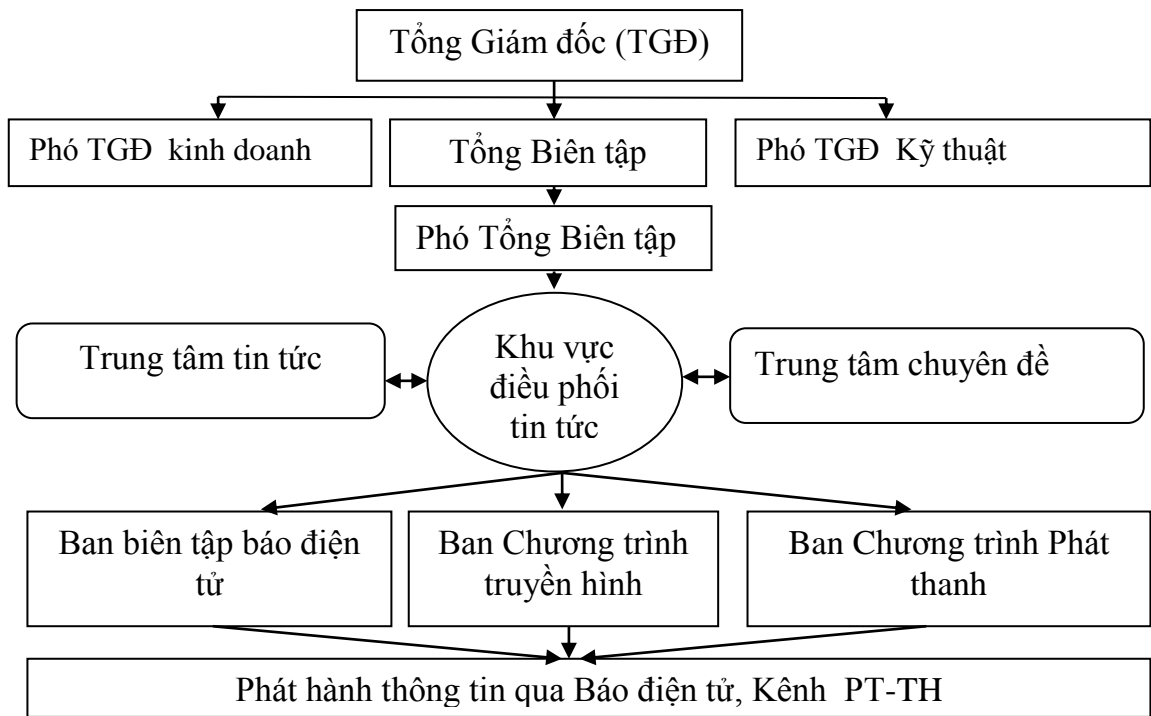 Tổng Giám đốc (TGĐ)
Phó TGĐ kinh doanh
Tổng Biên tập
Phó TGĐ Kỹ thuật
Phó Tổng Biên tập
Trung tâm tin tức
Khu vực
điều phối
tin tức
Trung tâm chuyên đề
Ban biên tập báo điện
tử
Ban Chương trình
truyền hình
Ban Chương trình Phát
thanh
Phát hành thông tin qua Báo điện tử, Kênh PT-TH